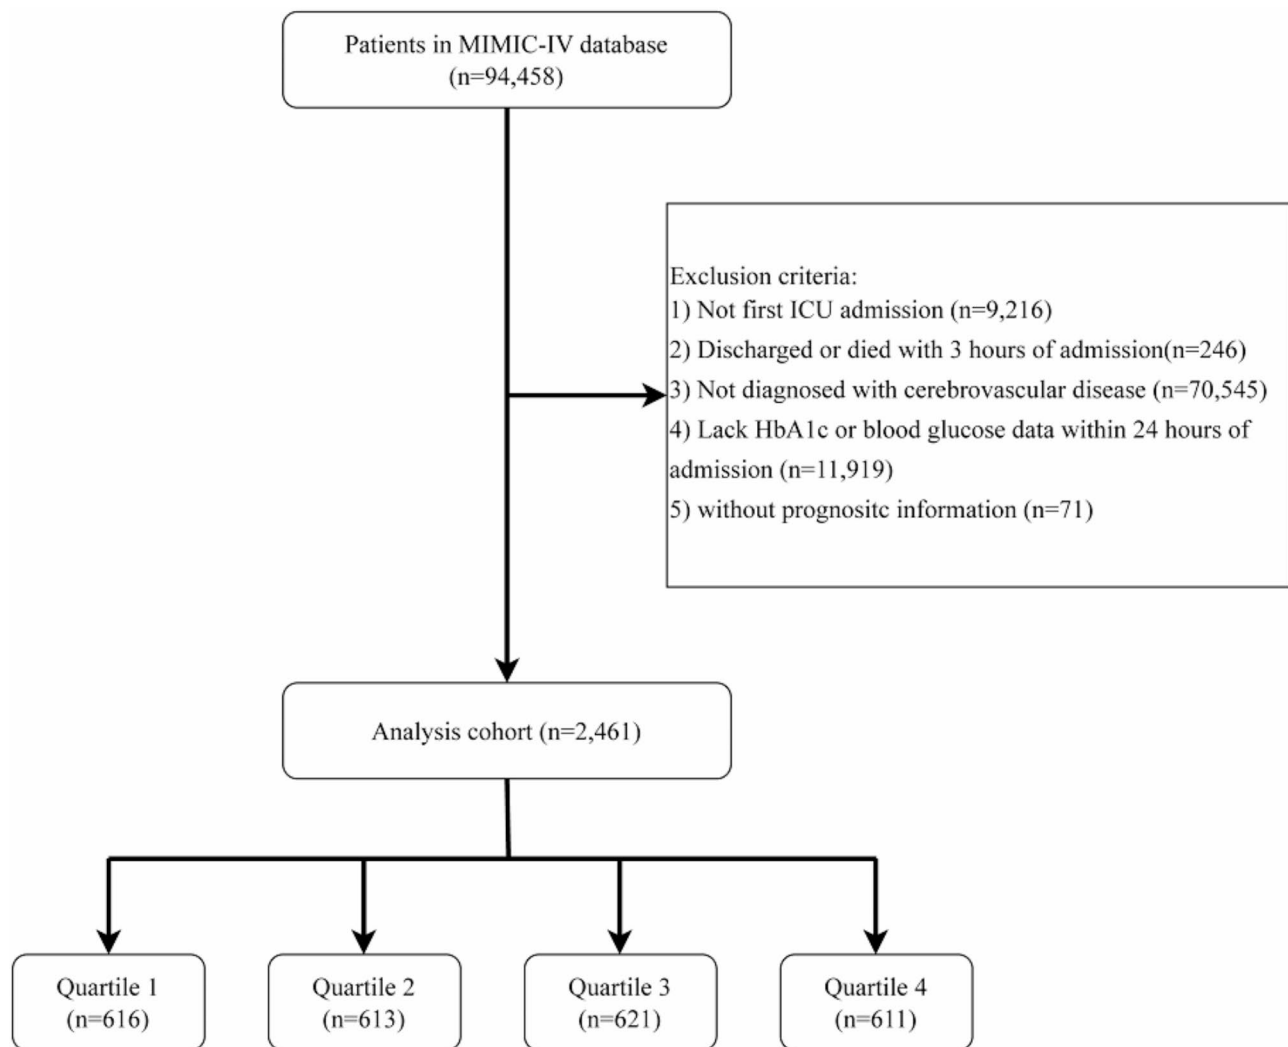 Patients in MIMIC-IV database
(n=94,458)
Exclusion criteria:
1) Not first ICU admission (n=9,216)
2) Discharged or died with 3 hours of admission(n=246)
3) Not diagnosed with cerebrovascular disease (n=70,545)
4) Lack HbA1c or blood glucose data within 24 hours of
admission (n=11,919)
5) without prognositc information (n=71)
Analysis cohort (n=2,461)
Quartile 1
(n=616)
Quartile 2
(n=613)
Quartile 3
(n=621)
Quartile 4
(n=611)